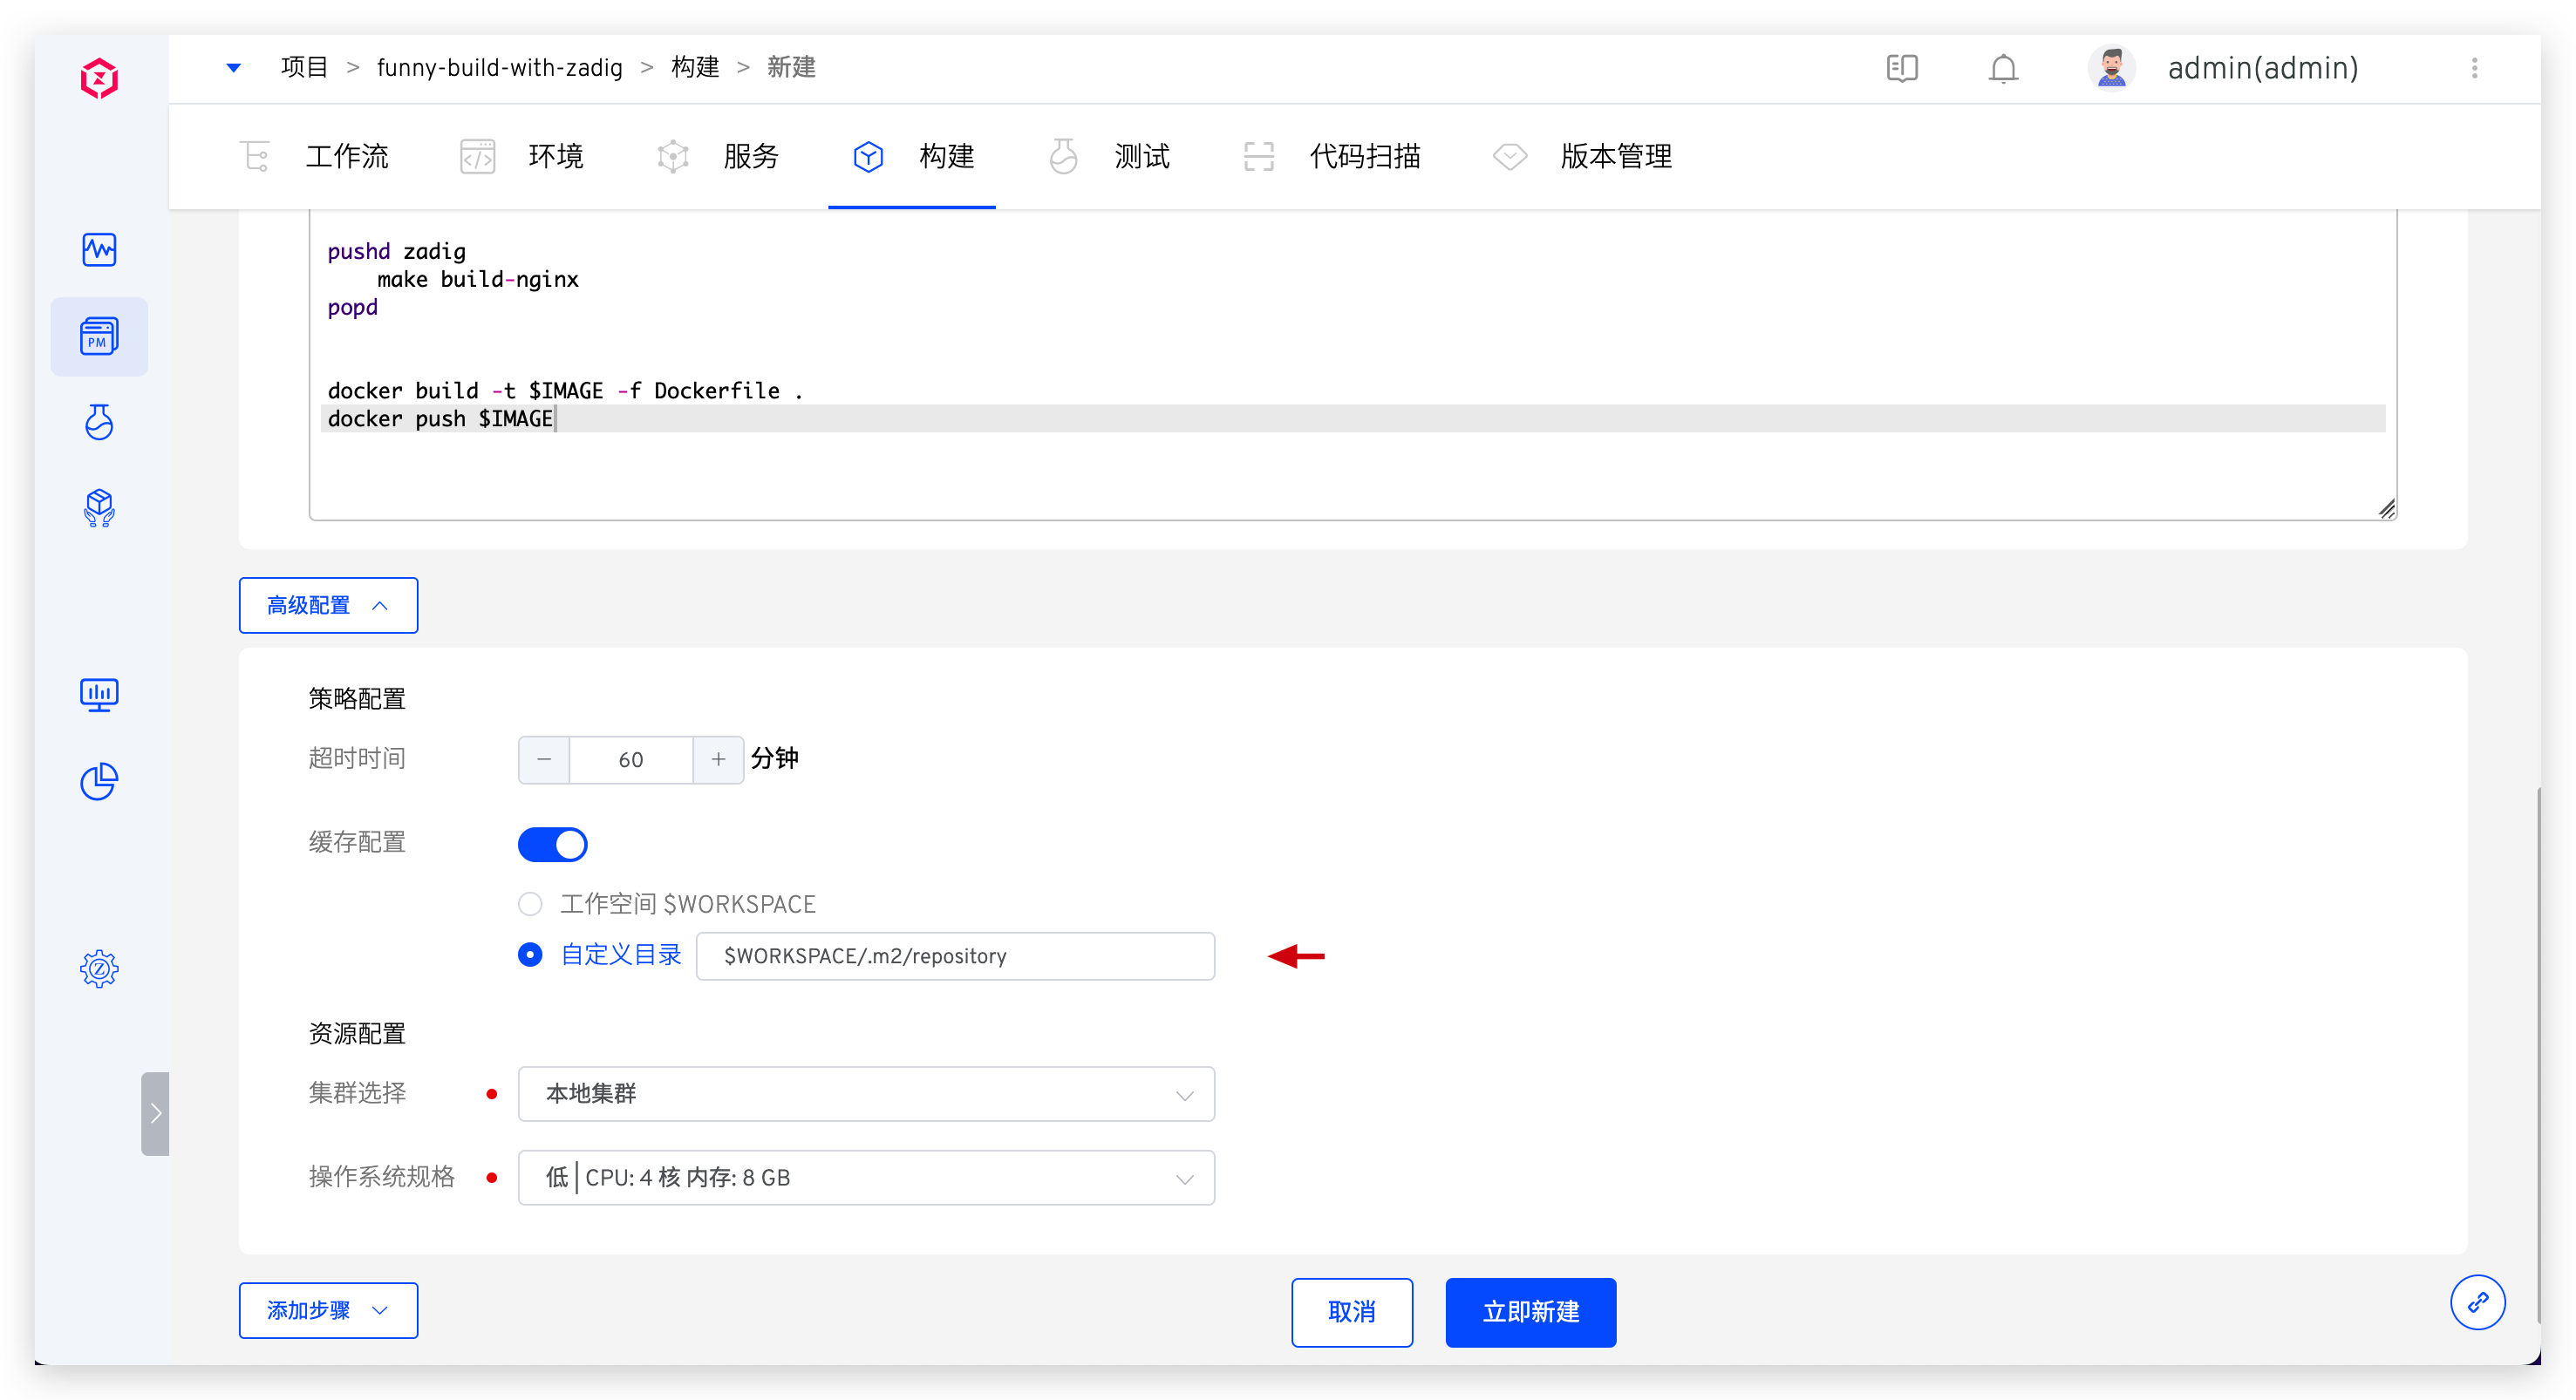 项目 > funny-build-with-zadig > 构建 > 新建
admin(admin)
工作流 环境 服务 构建 测试 代码扫描 版本管理
pushd zadig
make build-nginx
popd
docker build -t $IMAGE -f Dockerfile .
docker push $IMAGE
PM
高级配置
策略配置
超时时间 60 分钟
缓存配置
工作空间 $WORKSPACE
自定义目录 $WORKSPACE/.m2/repository
资源配置
集群选择 本地集群
操作系统规格 低 | CPU: 4 核 内存: 8 GB
添加步骤 取消 立即新建